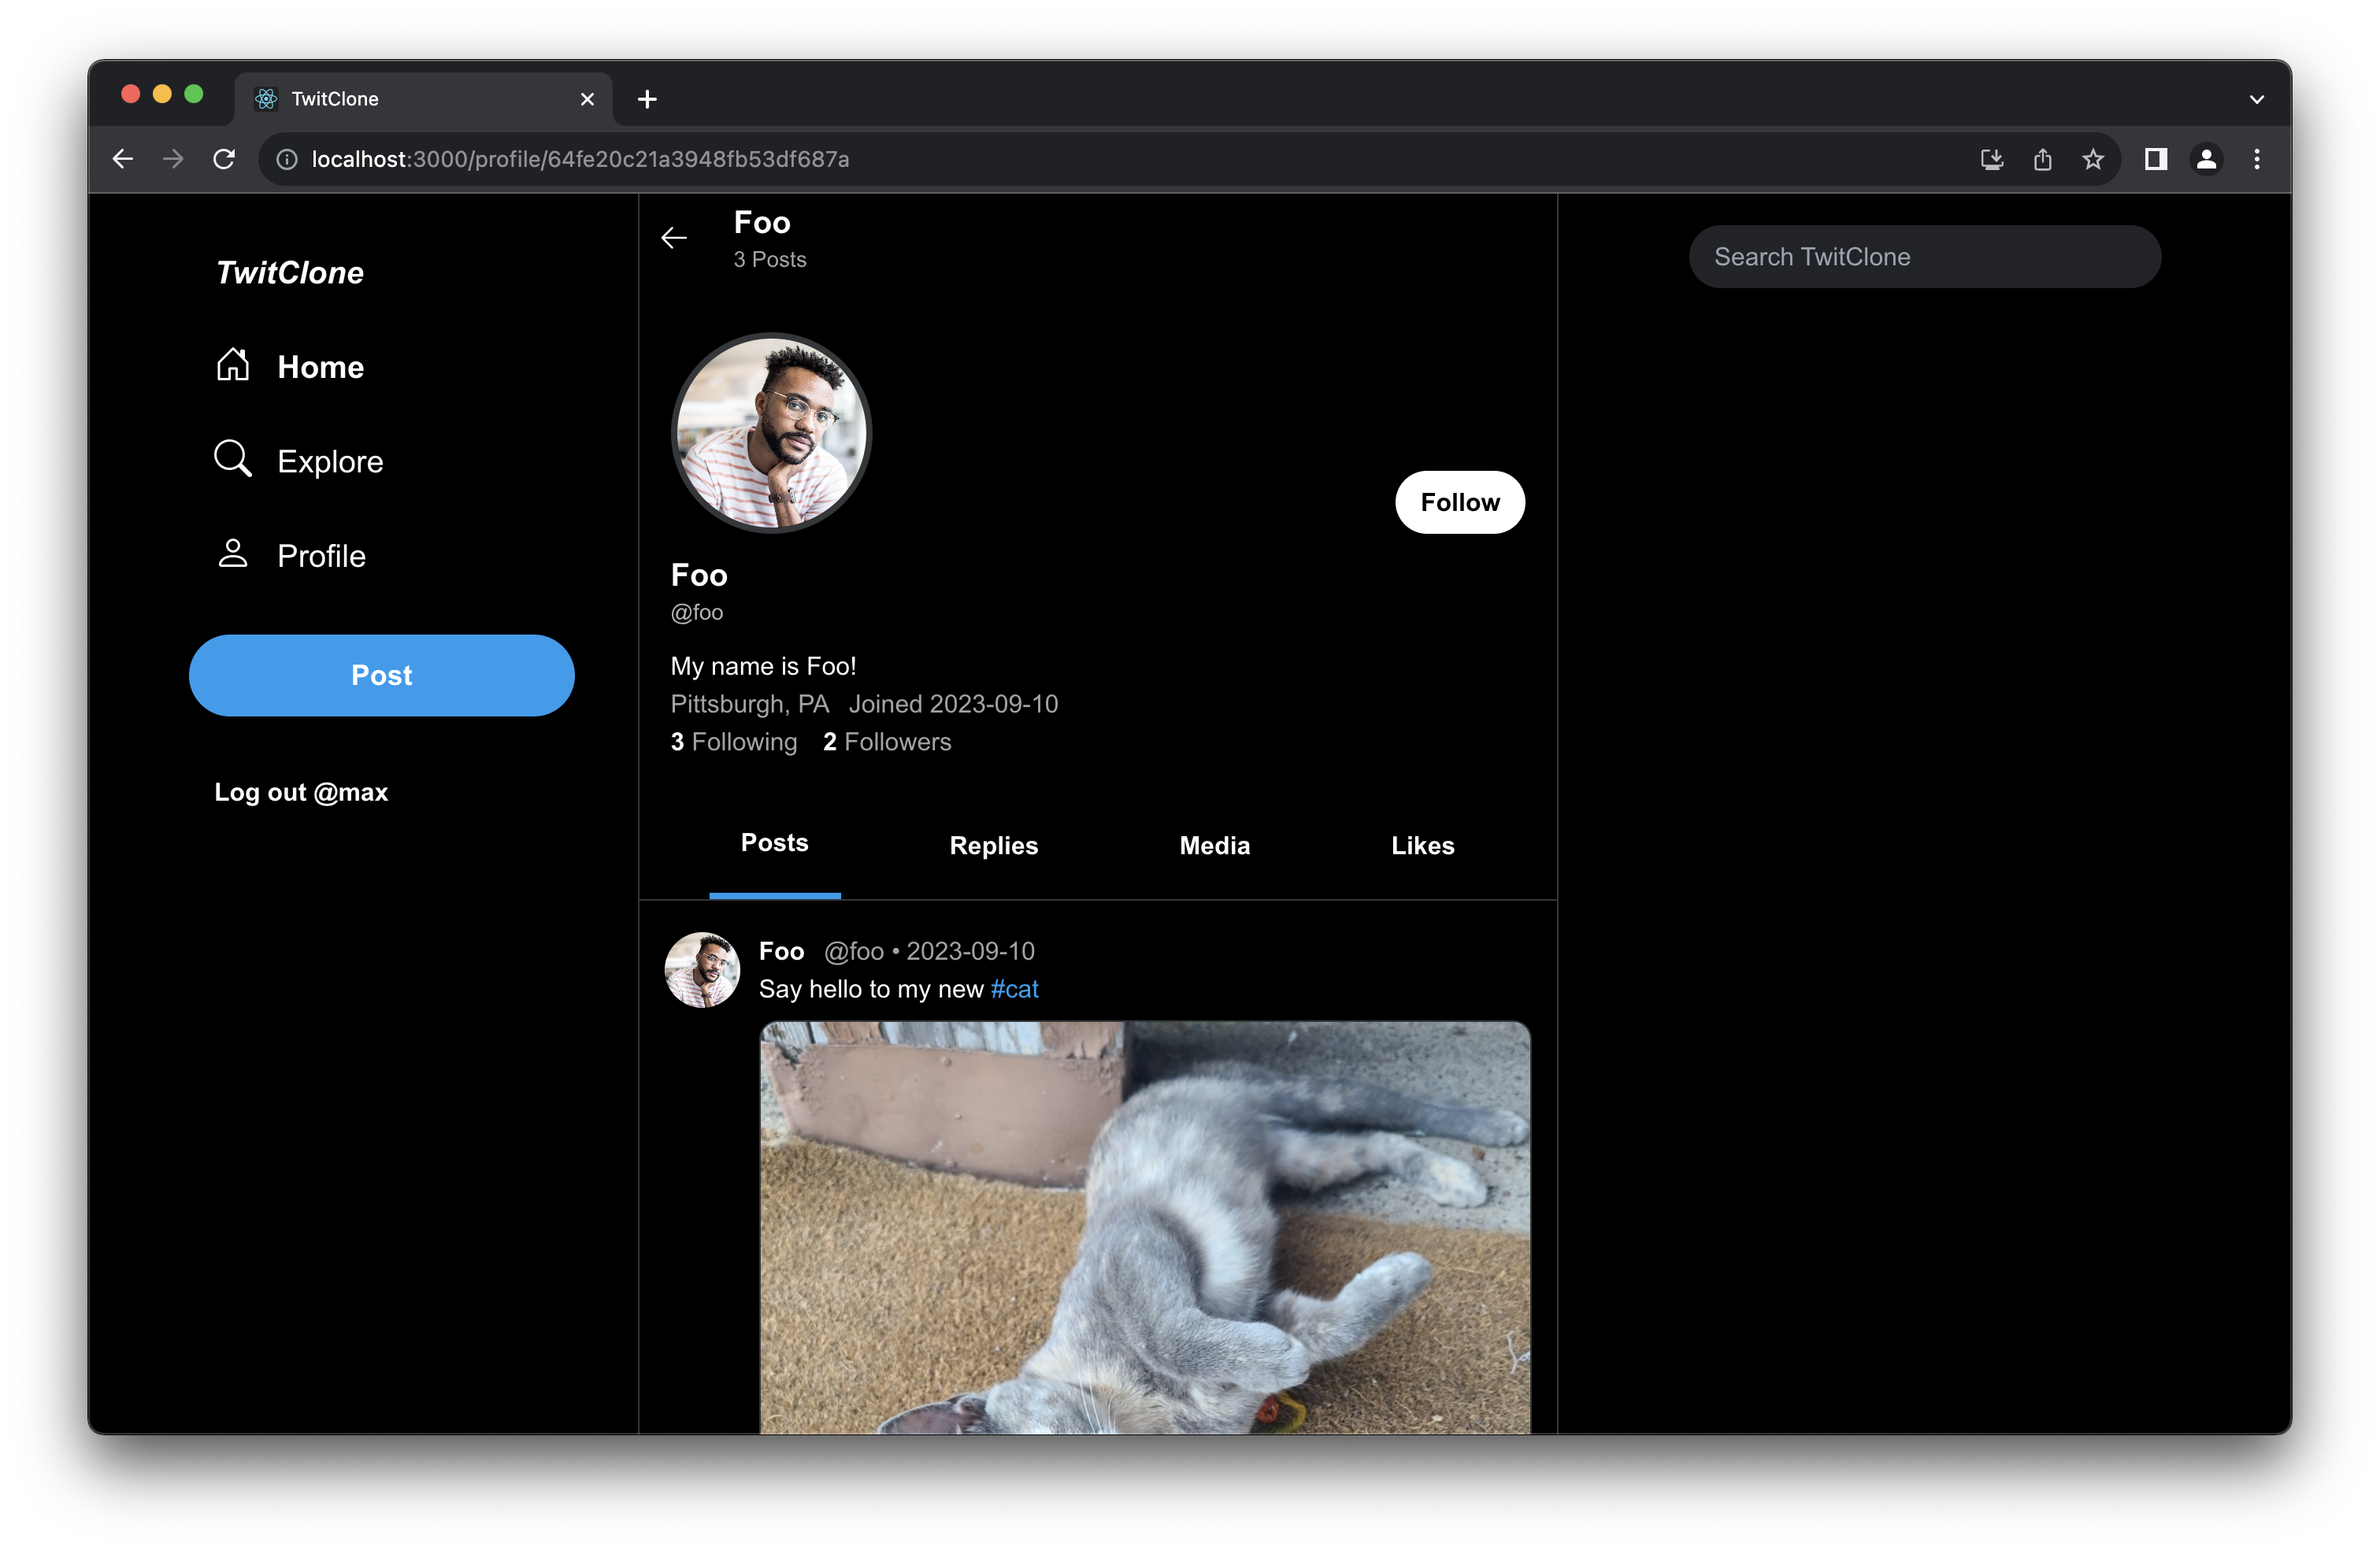 TwitClone
localhost:3000/profile/64fe20c21a3948fb53df687a
TwitClone
Home
Explore
Profile
Post
Log out @max
Foo
3 Posts
Follow
Foo
@foo
My name is Foo!
Pittsburgh, PA Joined 2023-09-10
3 Following 2 Followers
Posts Replies Media Likes
Foo @foo • 2023-09-10
Say hello to my new #cat
Search TwitClone